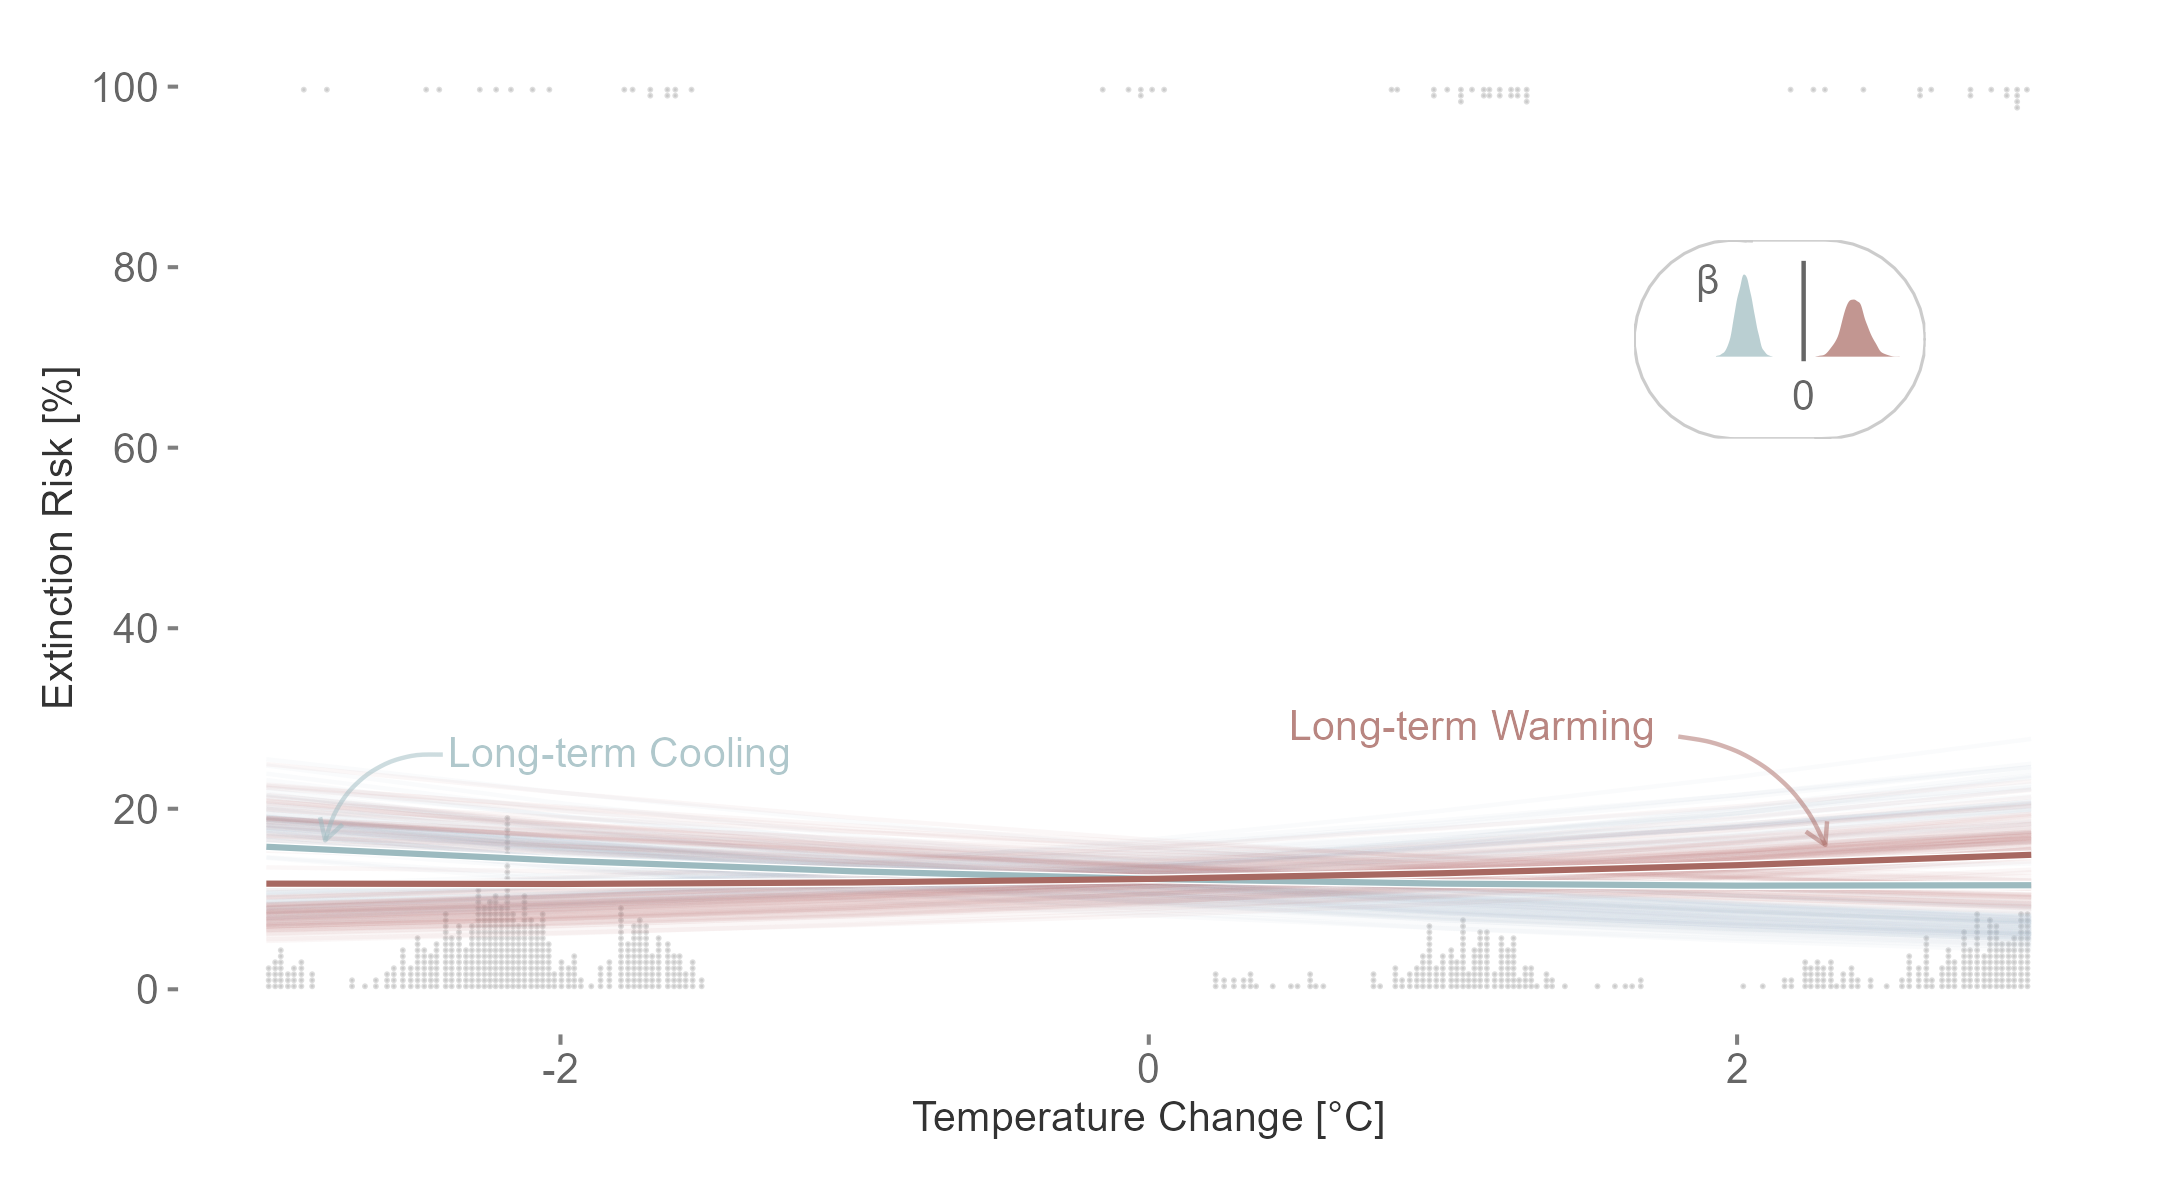 100
80
60
40
20
0
Extinction Risk [%]
β
0
Long-term Cooling
Long-term Warming
-2
0
2
Temperature Change [°C]